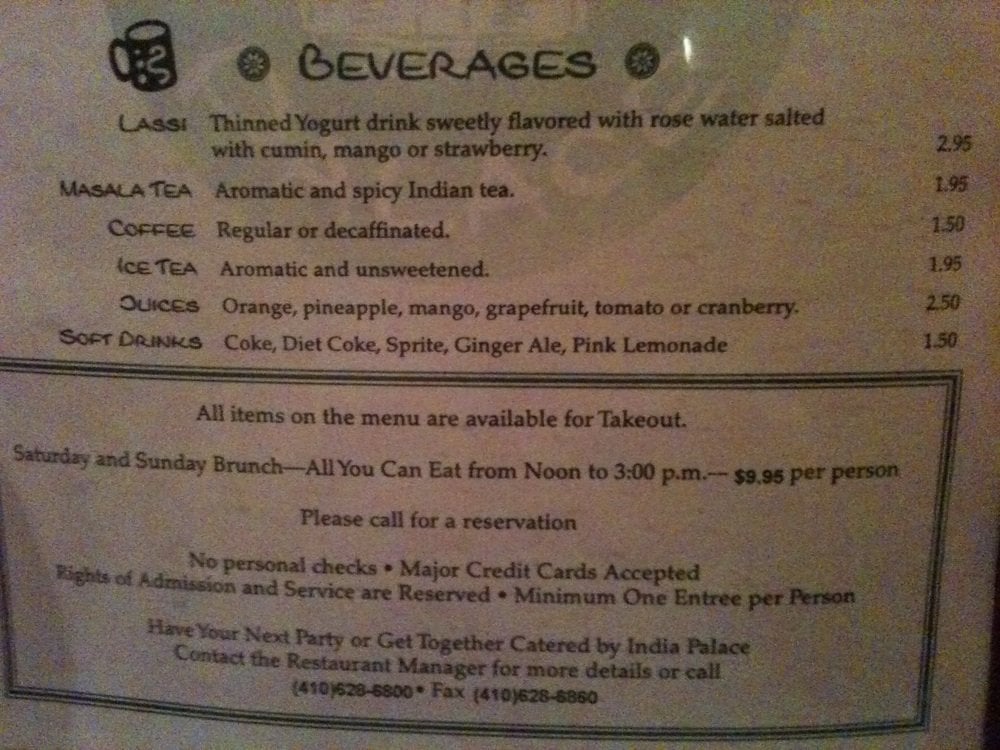 BEVERAGES
LASSI Thinned Yogurt drink sweetly flavored with rose water salted
with cumin, mango or strawberry. 2.95
MASALA TEA Aromatic and spicy Indian tea. 1.95
COFFEE Regular or decaffinated. 1.50
ICE TEA Aromatic and unsweetened. 1.95
JUICES Orange, pineapple, mango, grapefruit, tomato or cranberry. 2.50
SOFT DRINKS Coke, Diet Coke, Sprite, Ginger Ale, Pink Lemonade 1.50
All items on the menu are available for Takeout.
Saturday and Sunday Brunch—All You Can Eat from Noon to 3:00 p.m.— $9.95 per person
Please call for a reservation
No personal checks • Major Credit Cards Accepted
Rights of Admission and Service are Reserved • Minimum One Entree per Person
Have Your Next Party or Get Together Catered by India Palace
Contact the Restaurant Manager for more details or call
(410)628-6800 • Fax (410)628-6860